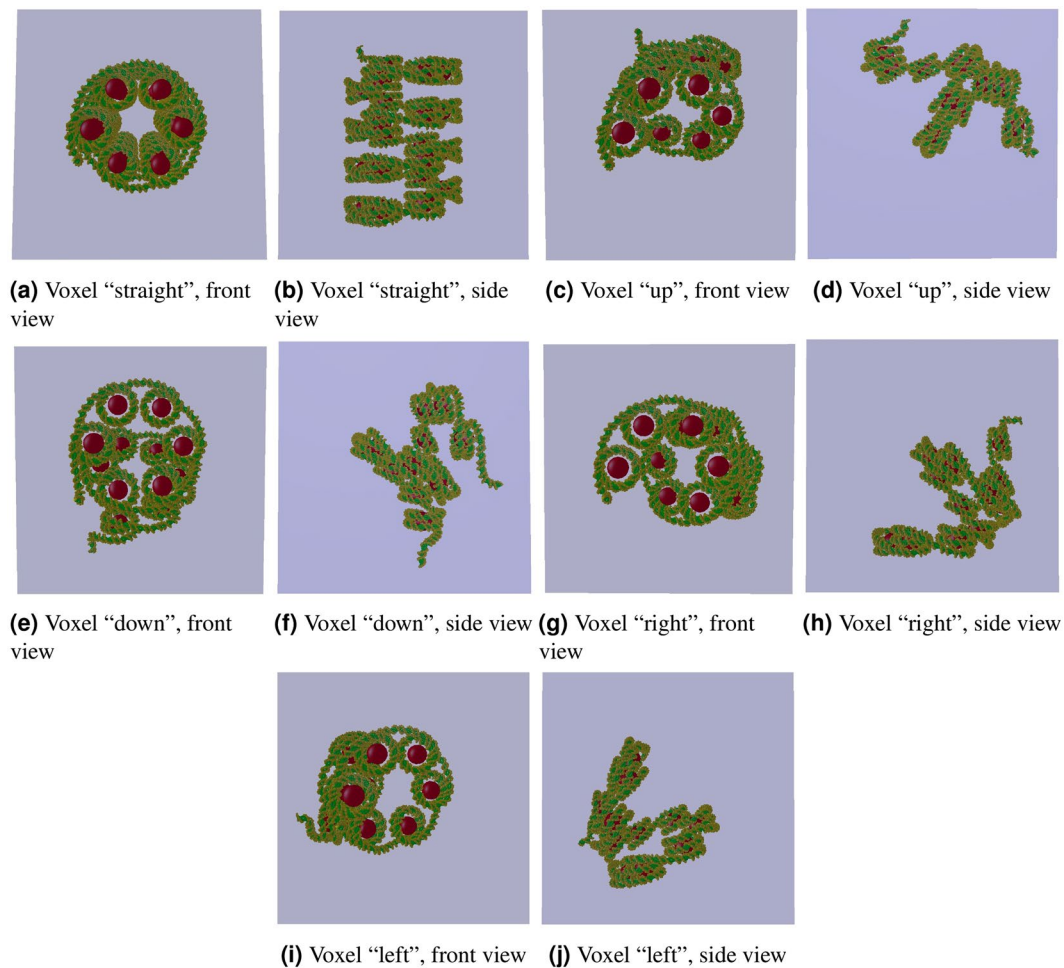 (a) Voxel “straight”, front
view
(b) Voxel “straight”, side
view
(c) Voxel “up”, front view
(d) Voxel “up”, side view
(e) Voxel “down”, front
view
(f) Voxel “down”, side view
(g) Voxel “right”, front
view
(h) Voxel “right”, side view
(i) Voxel “left”, front view
(j) Voxel “left”, side view